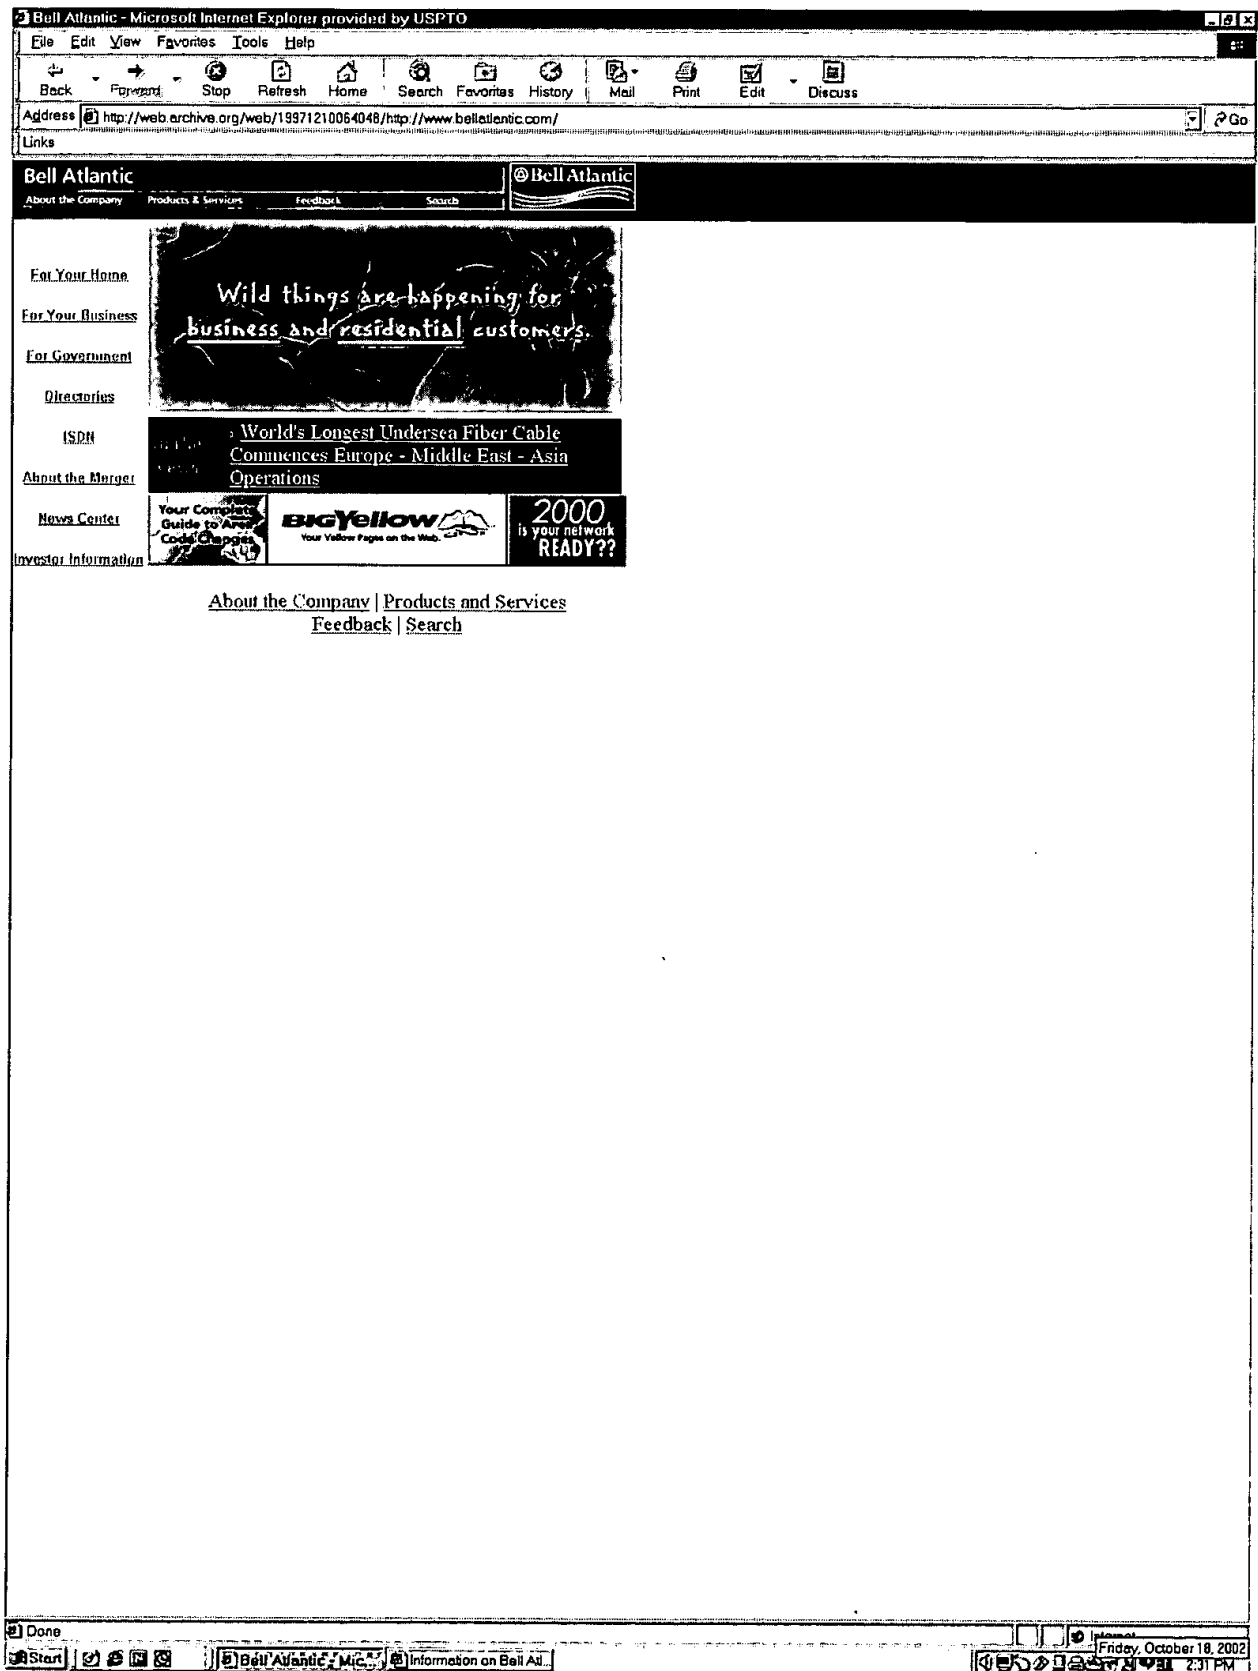 Bell Atlantic - Microsoft Internet Explorer provided by USPTO
File Edit View Favorites Tools Help
Back Forward Stop Refresh Home Search Favorites History Mail Print Edit Discuss
Address http://web.archive.org/web/19971210064048/http://www.bellatlantic.com/ Go
Links
Bell Atlantic
Bell Atlantic
About the Company Products & Services Feedback Search
For Your Home
For Your Business
For Government
Directories
ISDN
About the Merger
News Center
Investor Information
Wild things are happening for
business and residential customers.
World's Longest Undersea Fiber Cable
Commences Europe - Middle East - Asia
Operations
Your Complete
Guide to Area
Code Changes
BIGYellow
Your Yellow Pages on the Web.
2000
is your network
READY??
About the Company | Products and Services
Feedback | Search
Done
Internet
Friday, October 18, 2002
Start Bell Atlantic - Mic... Information on Bell Atl... 2:31 PM